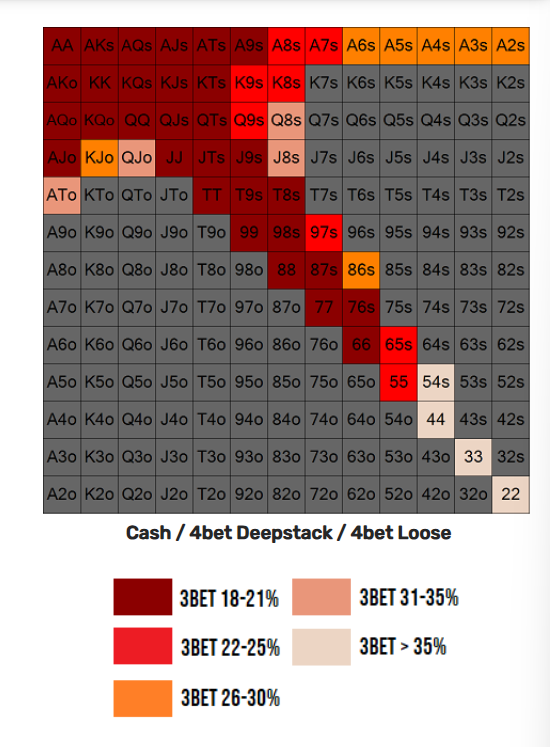 AA AKs AQs AJs ATs A9s A8s A7s A6s A5s A4s A3s A2s
AKo KK KQs KJs KTs K9s K8s K7s K6s K5s K4s K3s K2s
AQo KQo QQ QJs QTs Q9s Q8s Q7s Q6s Q5s Q4s Q3s Q2s
AJo KJo QJo JJ JTs J9s J8s J7s J6s J5s J4s J3s J2s
ATo KTo QTo JTo TT T9s T8s T7s T6s T5s T4s T3s T2s
A9o K9o Q9o J9o T9o 99 98s 97s 96s 95s 94s 93s 92s
A8o K8o Q8o J8o T8o 98o 88 87s 86s 85s 84s 83s 82s
A7o K7o Q7o J7o T7o 97o 87o 77 76s 75s 74s 73s 72s
A6o K6o Q6o J6o T6o 96o 86o 76o 66 65s 64s 63s 62s
A5o K5o Q5o J5o T5o 95o 85o 75o 65o 55 54s 53s 52s
A4o K4o Q4o J4o T4o 94o 84o 74o 64o 54o 44 43s 42s
A3o K3o Q3o J3o T3o 93o 83o 73o 63o 53o 43o 33 32s
A2o K2o Q2o J2o T2o 92o 82o 72o 62o 52o 42o 32o 22
Cash / 4bet Deepstack / 4bet Loose
3BET 18-21% 3BET 31-35%
3BET 22-25% 3BET > 35%
3BET 26-30%